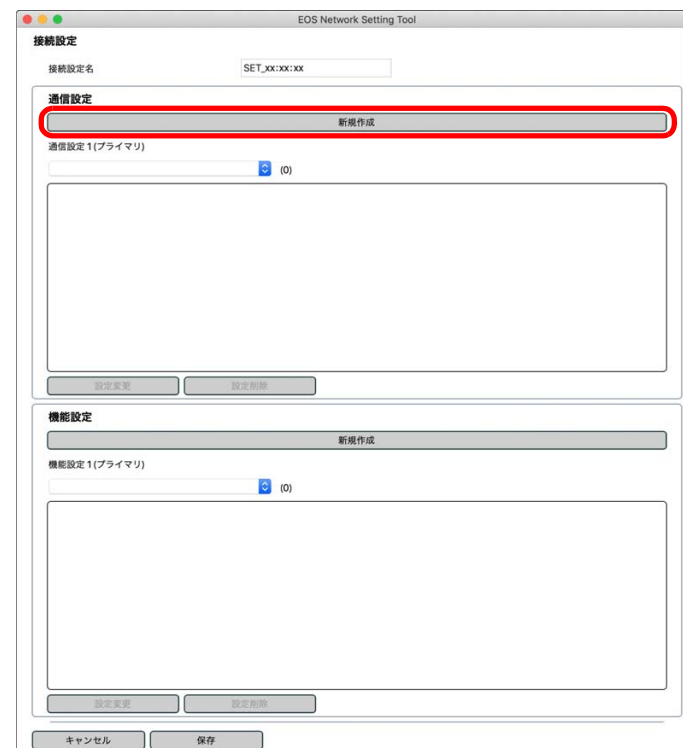 EOS Network Setting Tool
接続設定
接続設定名 SET_xx:xx:xx
通信設定
新規作成
通信設定1(プライマリ)
(0)
設定変更 設定削除
機能設定
新規作成
機能設定1(プライマリ)
(0)
設定変更 設定削除
キャンセル 保存